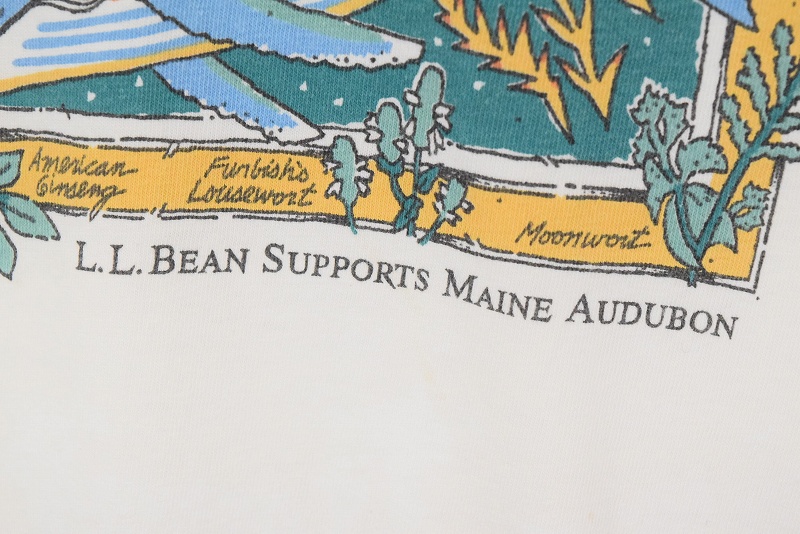 American
Ginseng
Furbish's
Lousewort
Moonwort
L.L. BEAN SUPPORTS MAINE AUDUBON